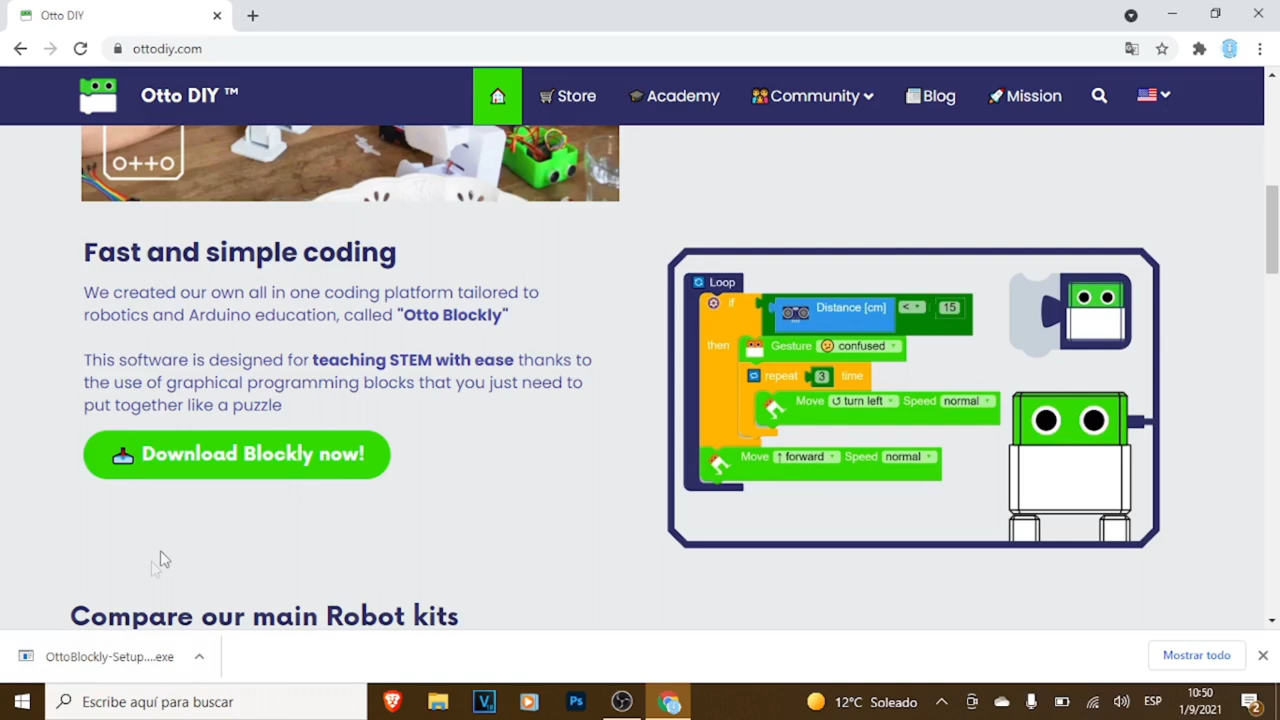 Otto DIY
ottodiy.com
Otto DIY ™
Store
Academy
Community
Blog
Mission
O++O
Fast and simple coding
We created our own all in one coding platform tailored to
robotics and Arduino education, called "Otto Blockly"
This software is designed for teaching STEM with ease thanks to
the use of graphical programming blocks that you just need to
put together like a puzzle
Download Blockly now!
Loop
if Distance [cm] < 15
then Gesture confused
repeat 3 time
Move ↺ turn left Speed normal
Move ↑ forward Speed normal
Compare our main Robot kits
OttoBlockly-Setup....exe
Mostrar todo
Escribe aquí para buscar
12°C Soleado
ESP
10:50
1/9/2021
2